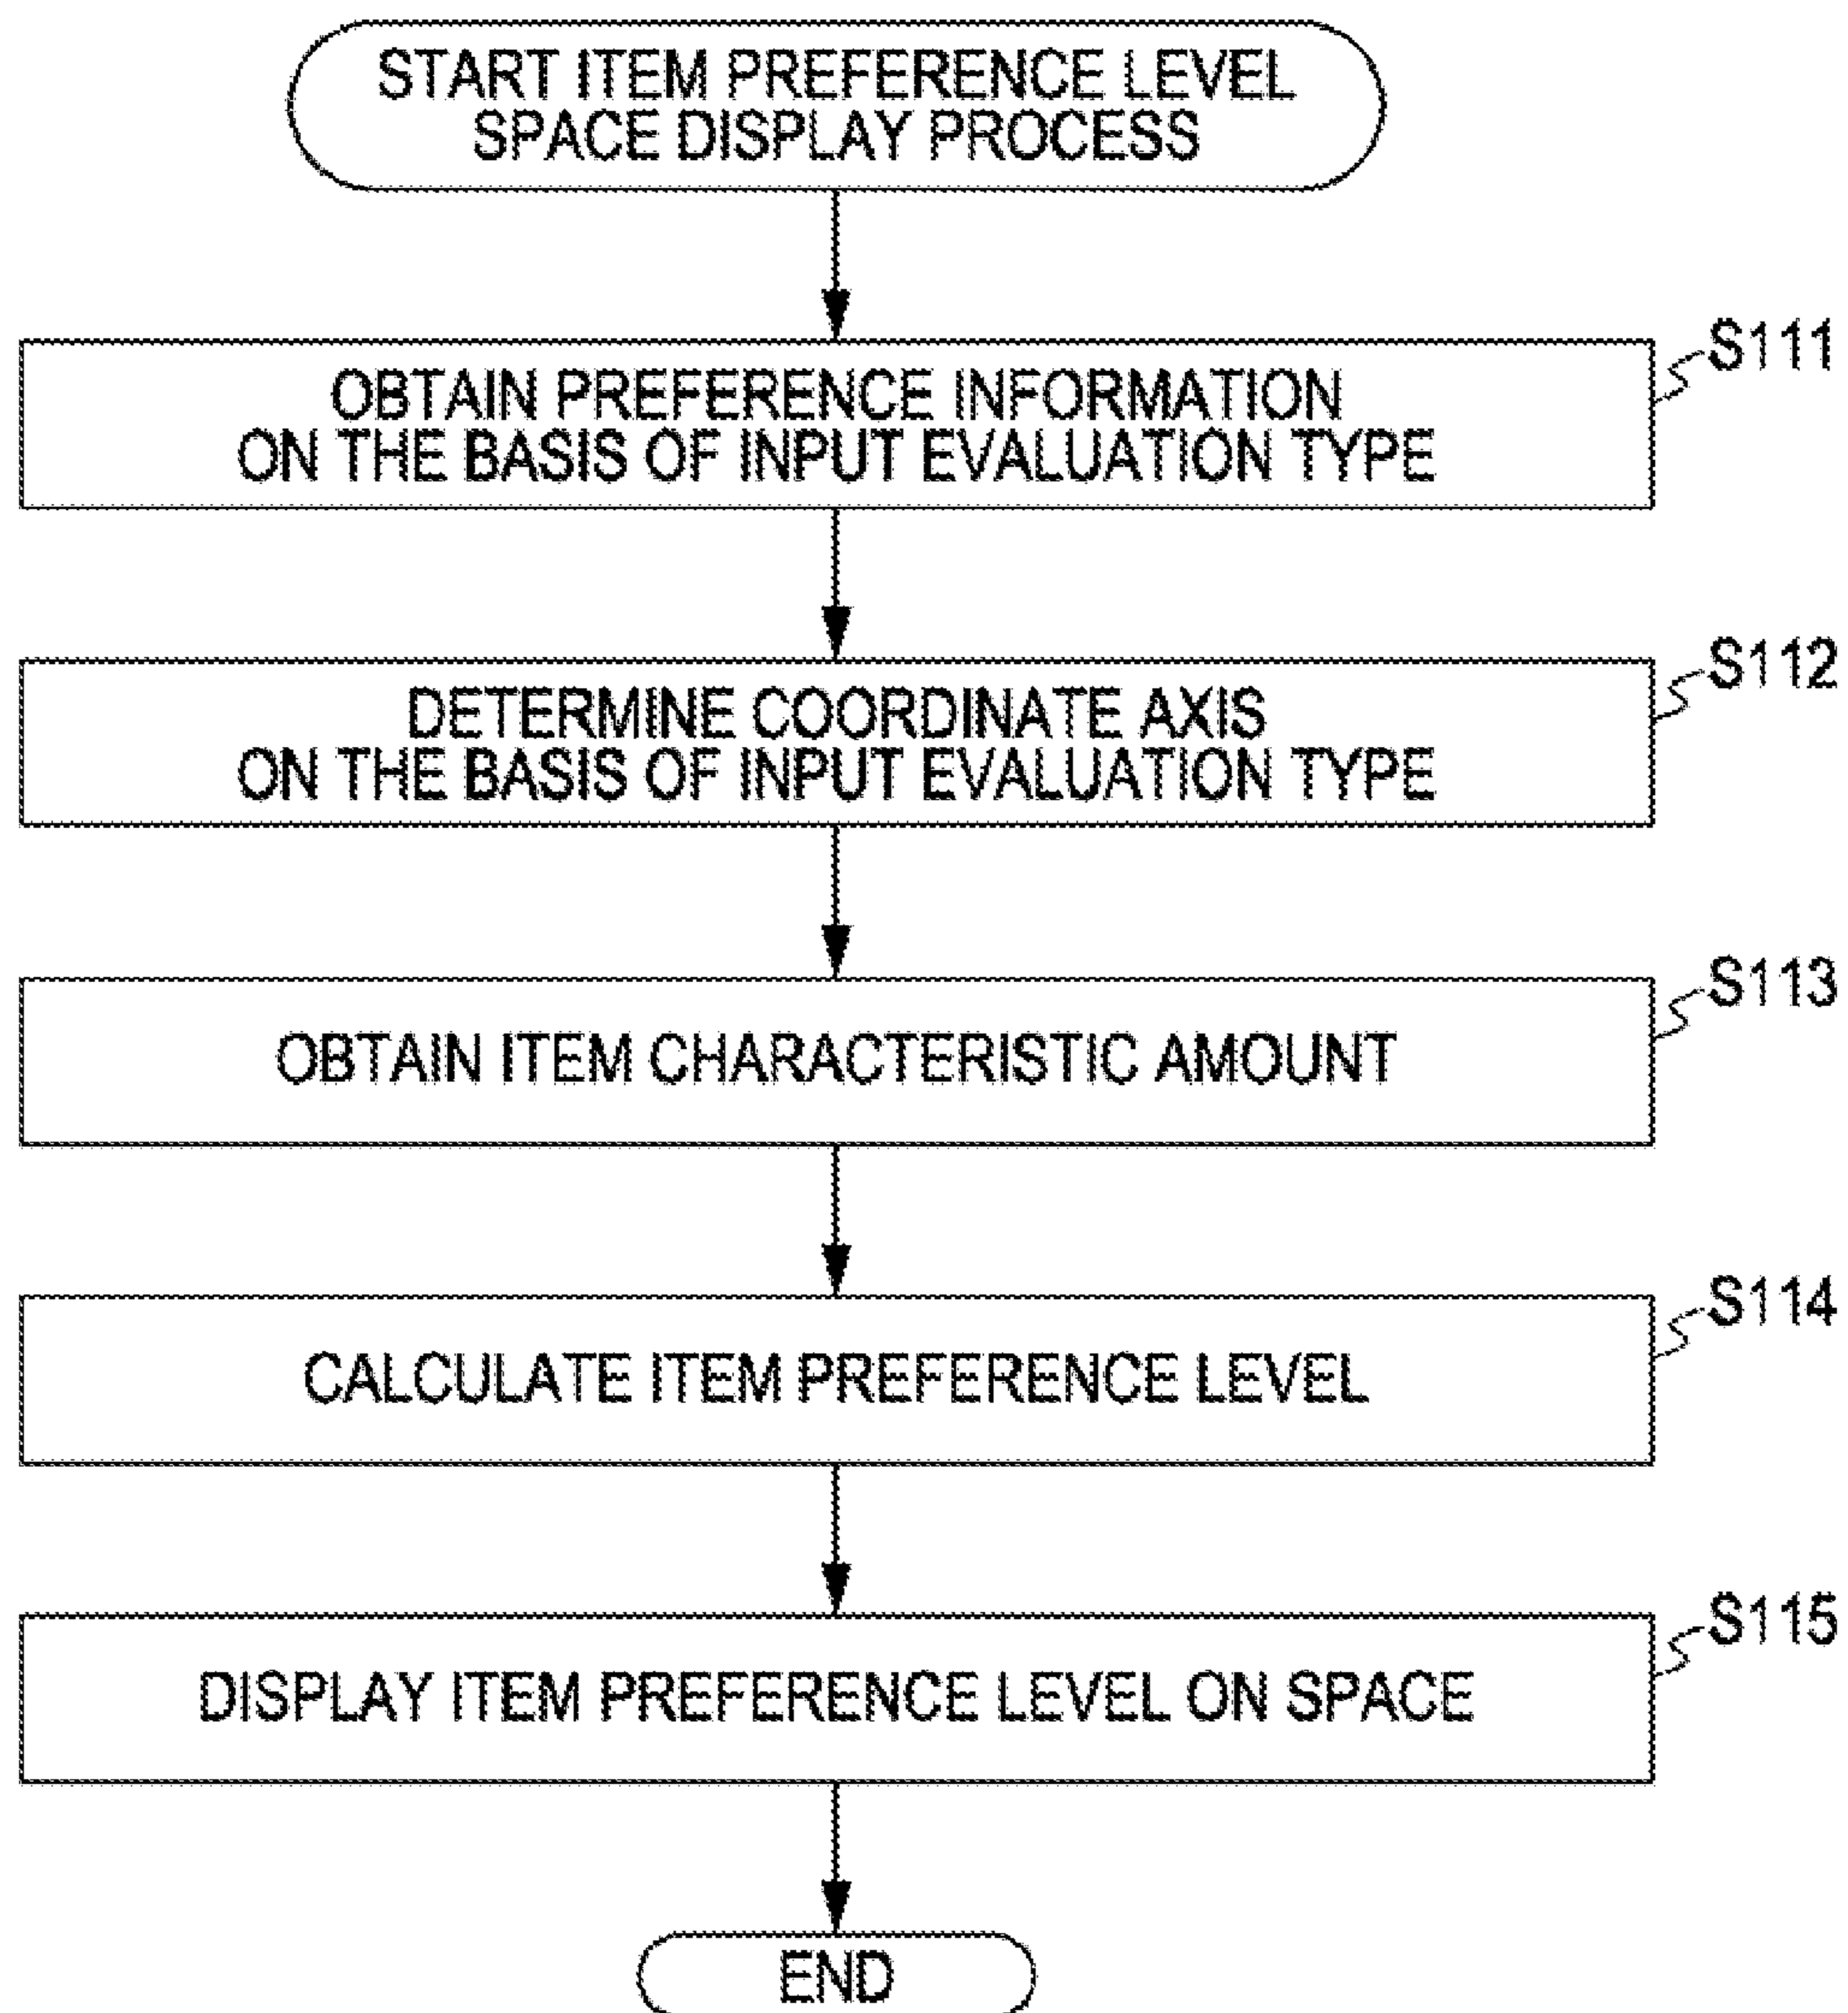 START ITEM PREFERENCE LEVEL
SPACE DISPLAY PROCESS
S111
OBTAIN PREFERENCE INFORMATION
ON THE BASIS OF INPUT EVALUATION TYPE
S112
DETERMINE COORDINATE AXIS
ON THE BASIS OF INPUT EVALUATION TYPE
S113
OBTAIN ITEM CHARACTERISTIC AMOUNT
S114
CALCULATE ITEM PREFERENCE LEVEL
S115
DISPLAY ITEM PREFERENCE LEVEL ON SPACE
END